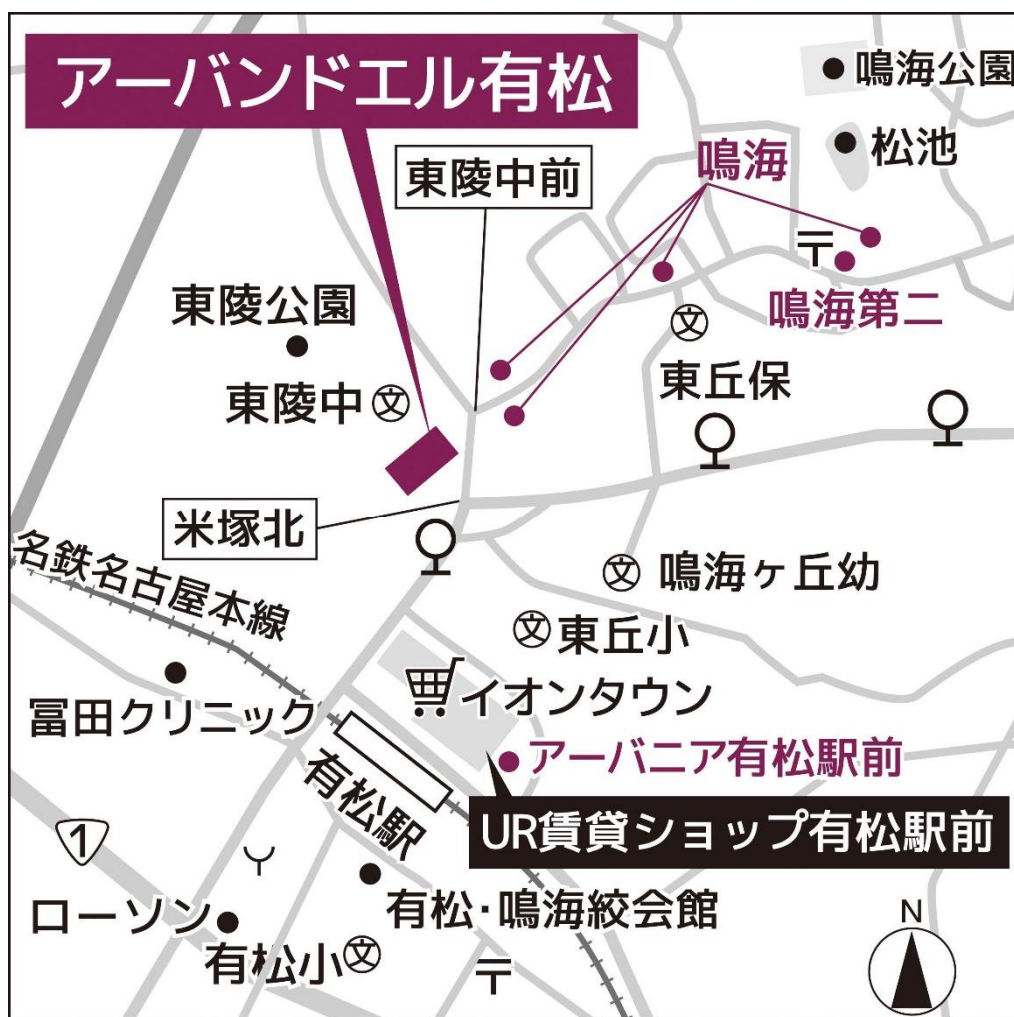 アーバンドエル有松
鳴海公園
松池
鳴海
東陵中前
〒
鳴海第二
東陵公園
東陵中
文
文
東丘保
米塚北
名鉄名古屋本線
文
鳴海ヶ丘幼
文
東丘小
イオンタウン
冨田クリニック
アーバニア有松駅前
有松駅
UR賃貸ショップ有松駅前
1
ローソン
有松・鳴海絞会館
有松小
文
〒
N